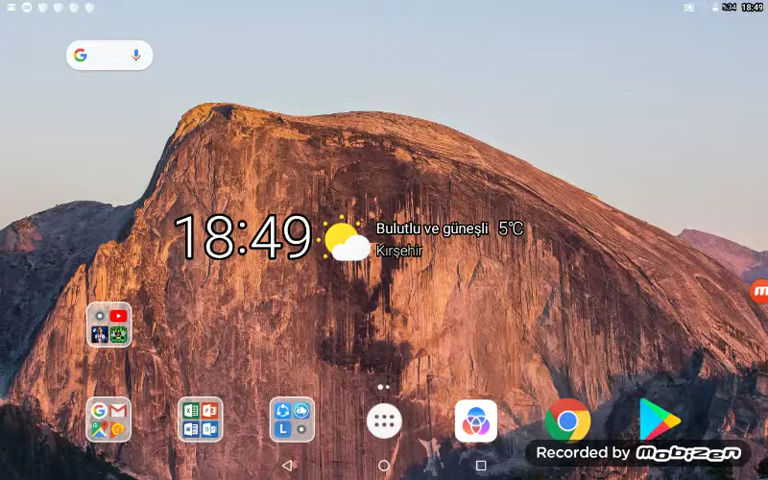 18:49
18:49
Bulutlu ve güneşli 5°C
Kırşehir
Recorded by mobizen